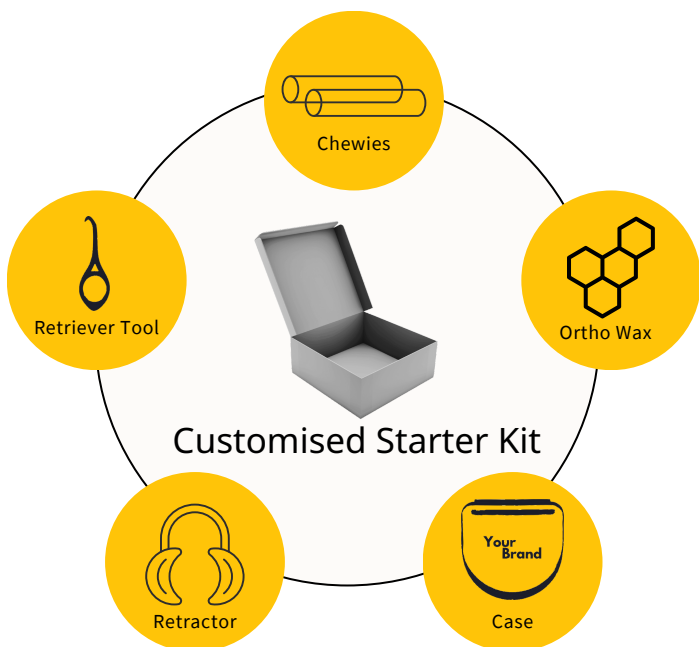 Chewies
Retriever Tool
Ortho Wax
Customised Starter Kit
Retractor
Your
Brand
Case